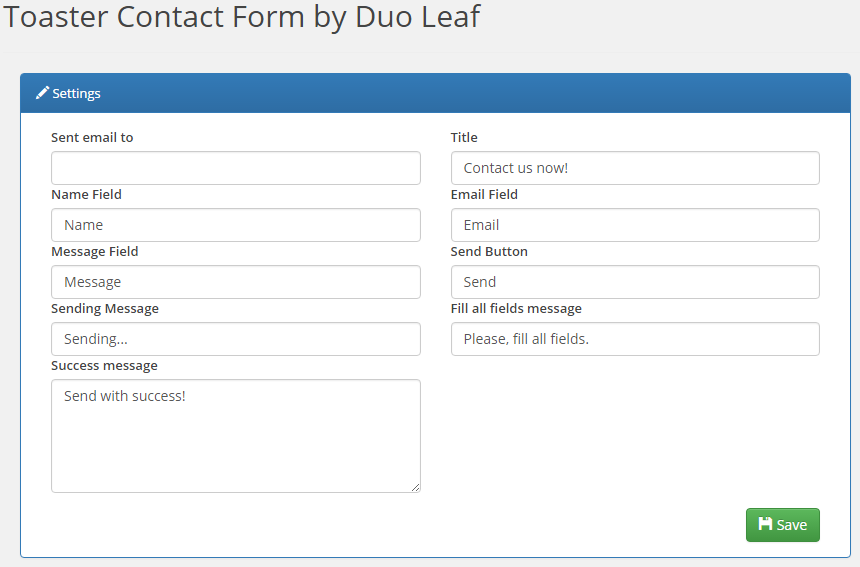 Toaster Contact Form by Duo Leaf
Settings
Sent email to
Title
Contact us now!
Name Field
Email Field
Name
Email
Message Field
Send Button
Message
Send
Sending Message
Fill all fields message
Sending...
Please, fill all fields.
Success message
Send with success!
Save